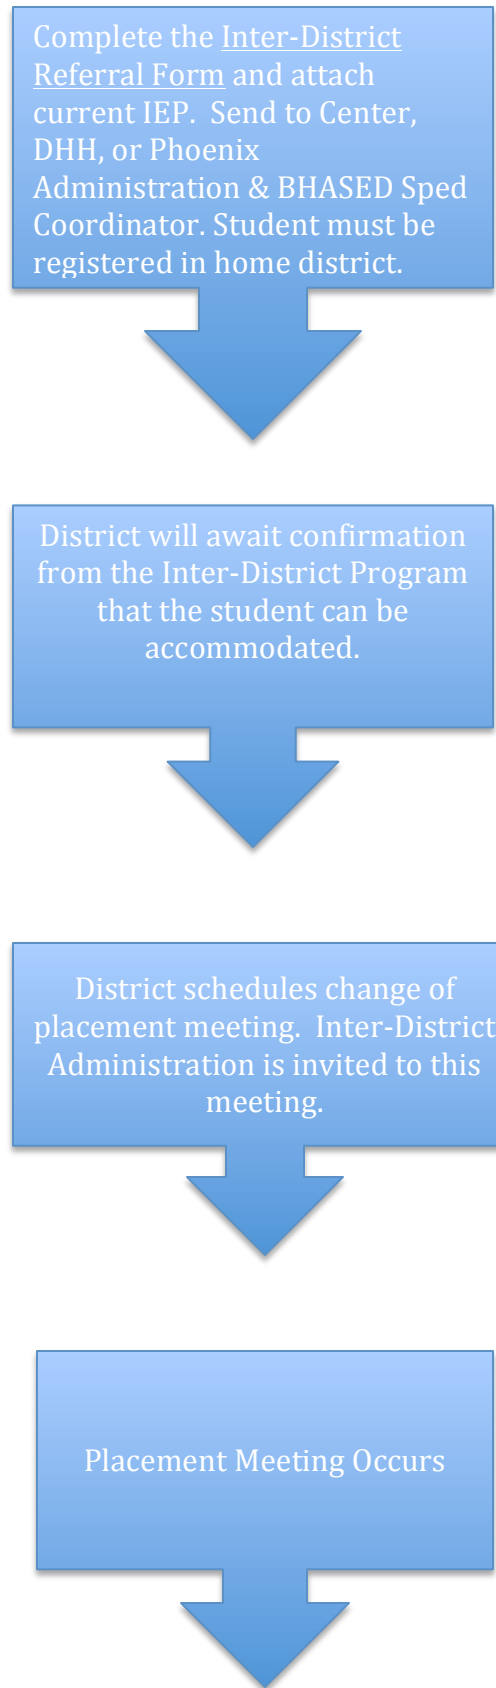 Complete the Inter-District
Referral Form and attach
current IEP.  Send to Center,
DHH, or Phoenix
Administration & BHASED Sped
Coordinator. Student must be
registered in home district.
District will await confirmation
from the Inter-District Program
that the student can be
accommodated.
District schedules change of
placement meeting.  Inter-District
Administration is invited to this
meeting.
Placement Meeting Occurs